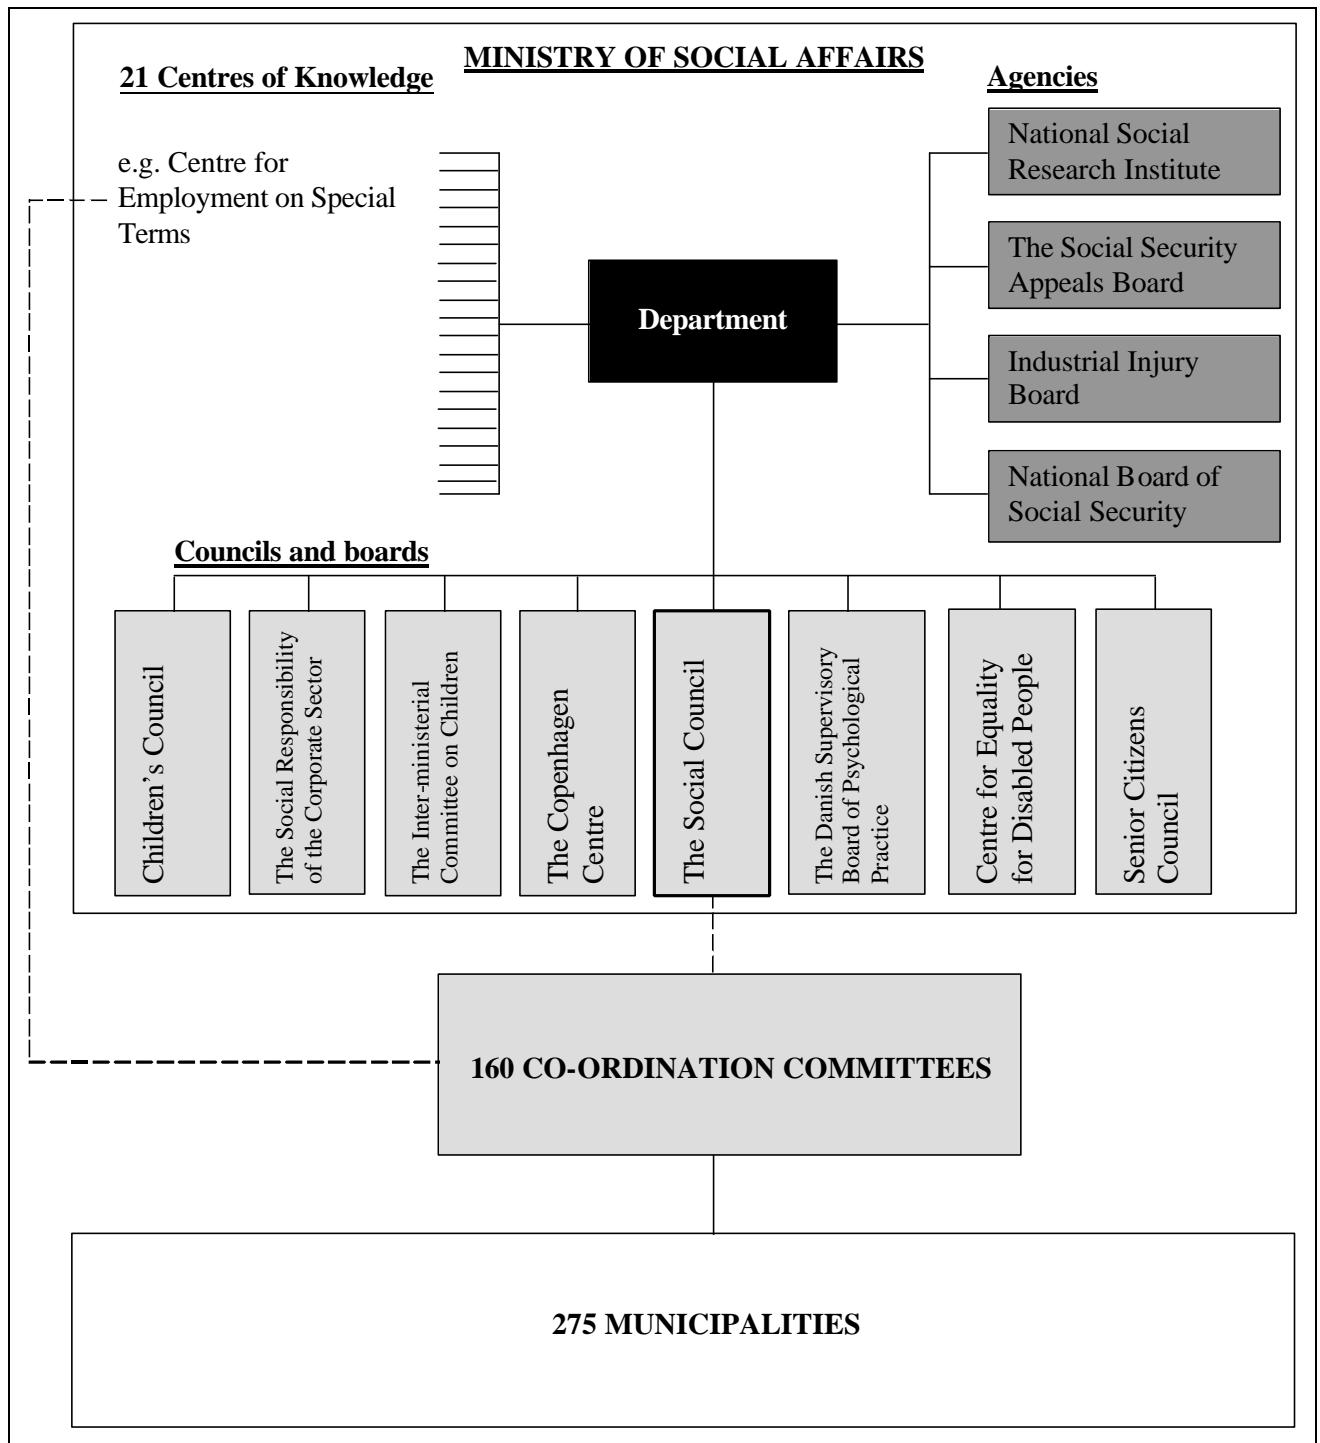 MINISTRY OF SOCIAL AFFAIRS
21 Centres of Knowledge
Agencies
e.g. Centre for
Employment on Special
Terms
National Social
Research Institute
The Social Security
Appeals Board
Department
Industrial Injury
Board
National Board of
Social Security
Councils and boards
Children's Council
The Social Responsibility
of the Corporate Sector
The Inter-ministerial
Committee on Children
The Copenhagen
Centre
The Social Council
The Danish Supervisory
Board of Psychological
Practice
Centre for Equality
for Disabled People
Senior Citizens
Council
160 CO-ORDINATION COMMITTEES
275 MUNICIPALITIES